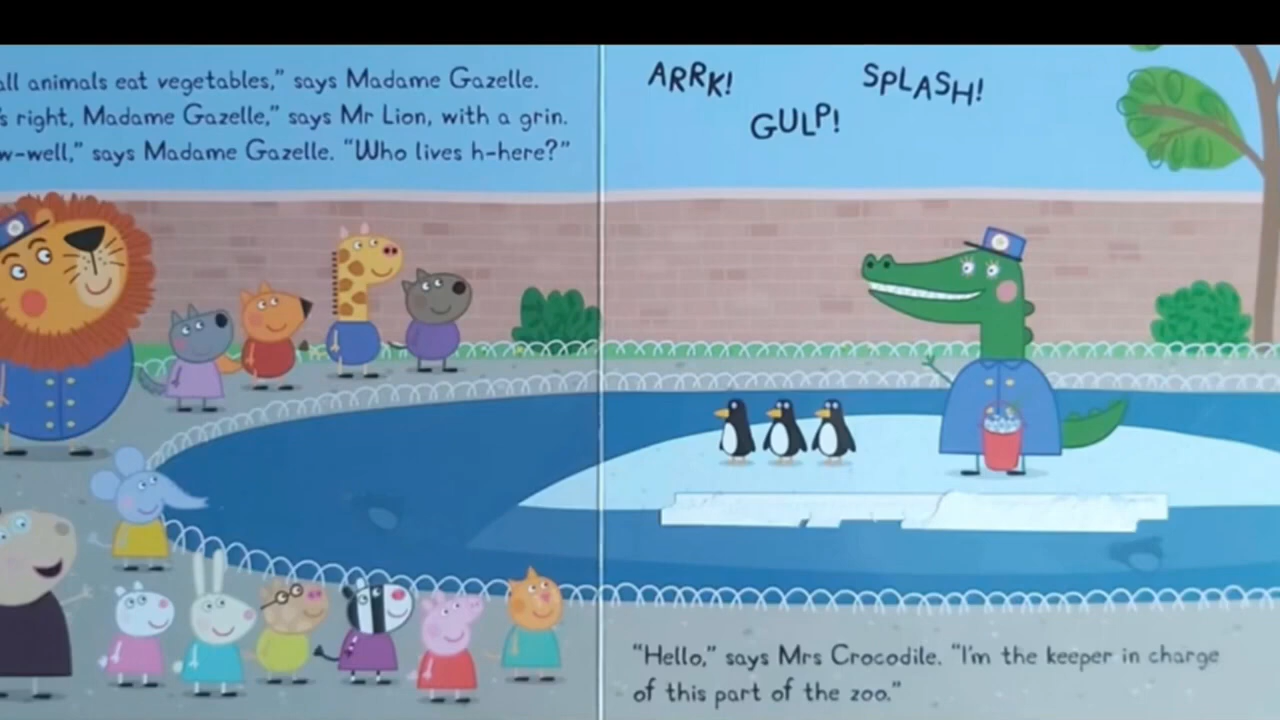 all animals eat vegetables,” says Madame Gazelle.
's right, Madame Gazelle,” says Mr Lion, with a grin.
w-well,” says Madame Gazelle. “Who lives h-here?”
ARRK!
GULP!
SPLASH!
“Hello,” says Mrs Crocodile. “I'm the keeper in charge
of this part of the zoo.”